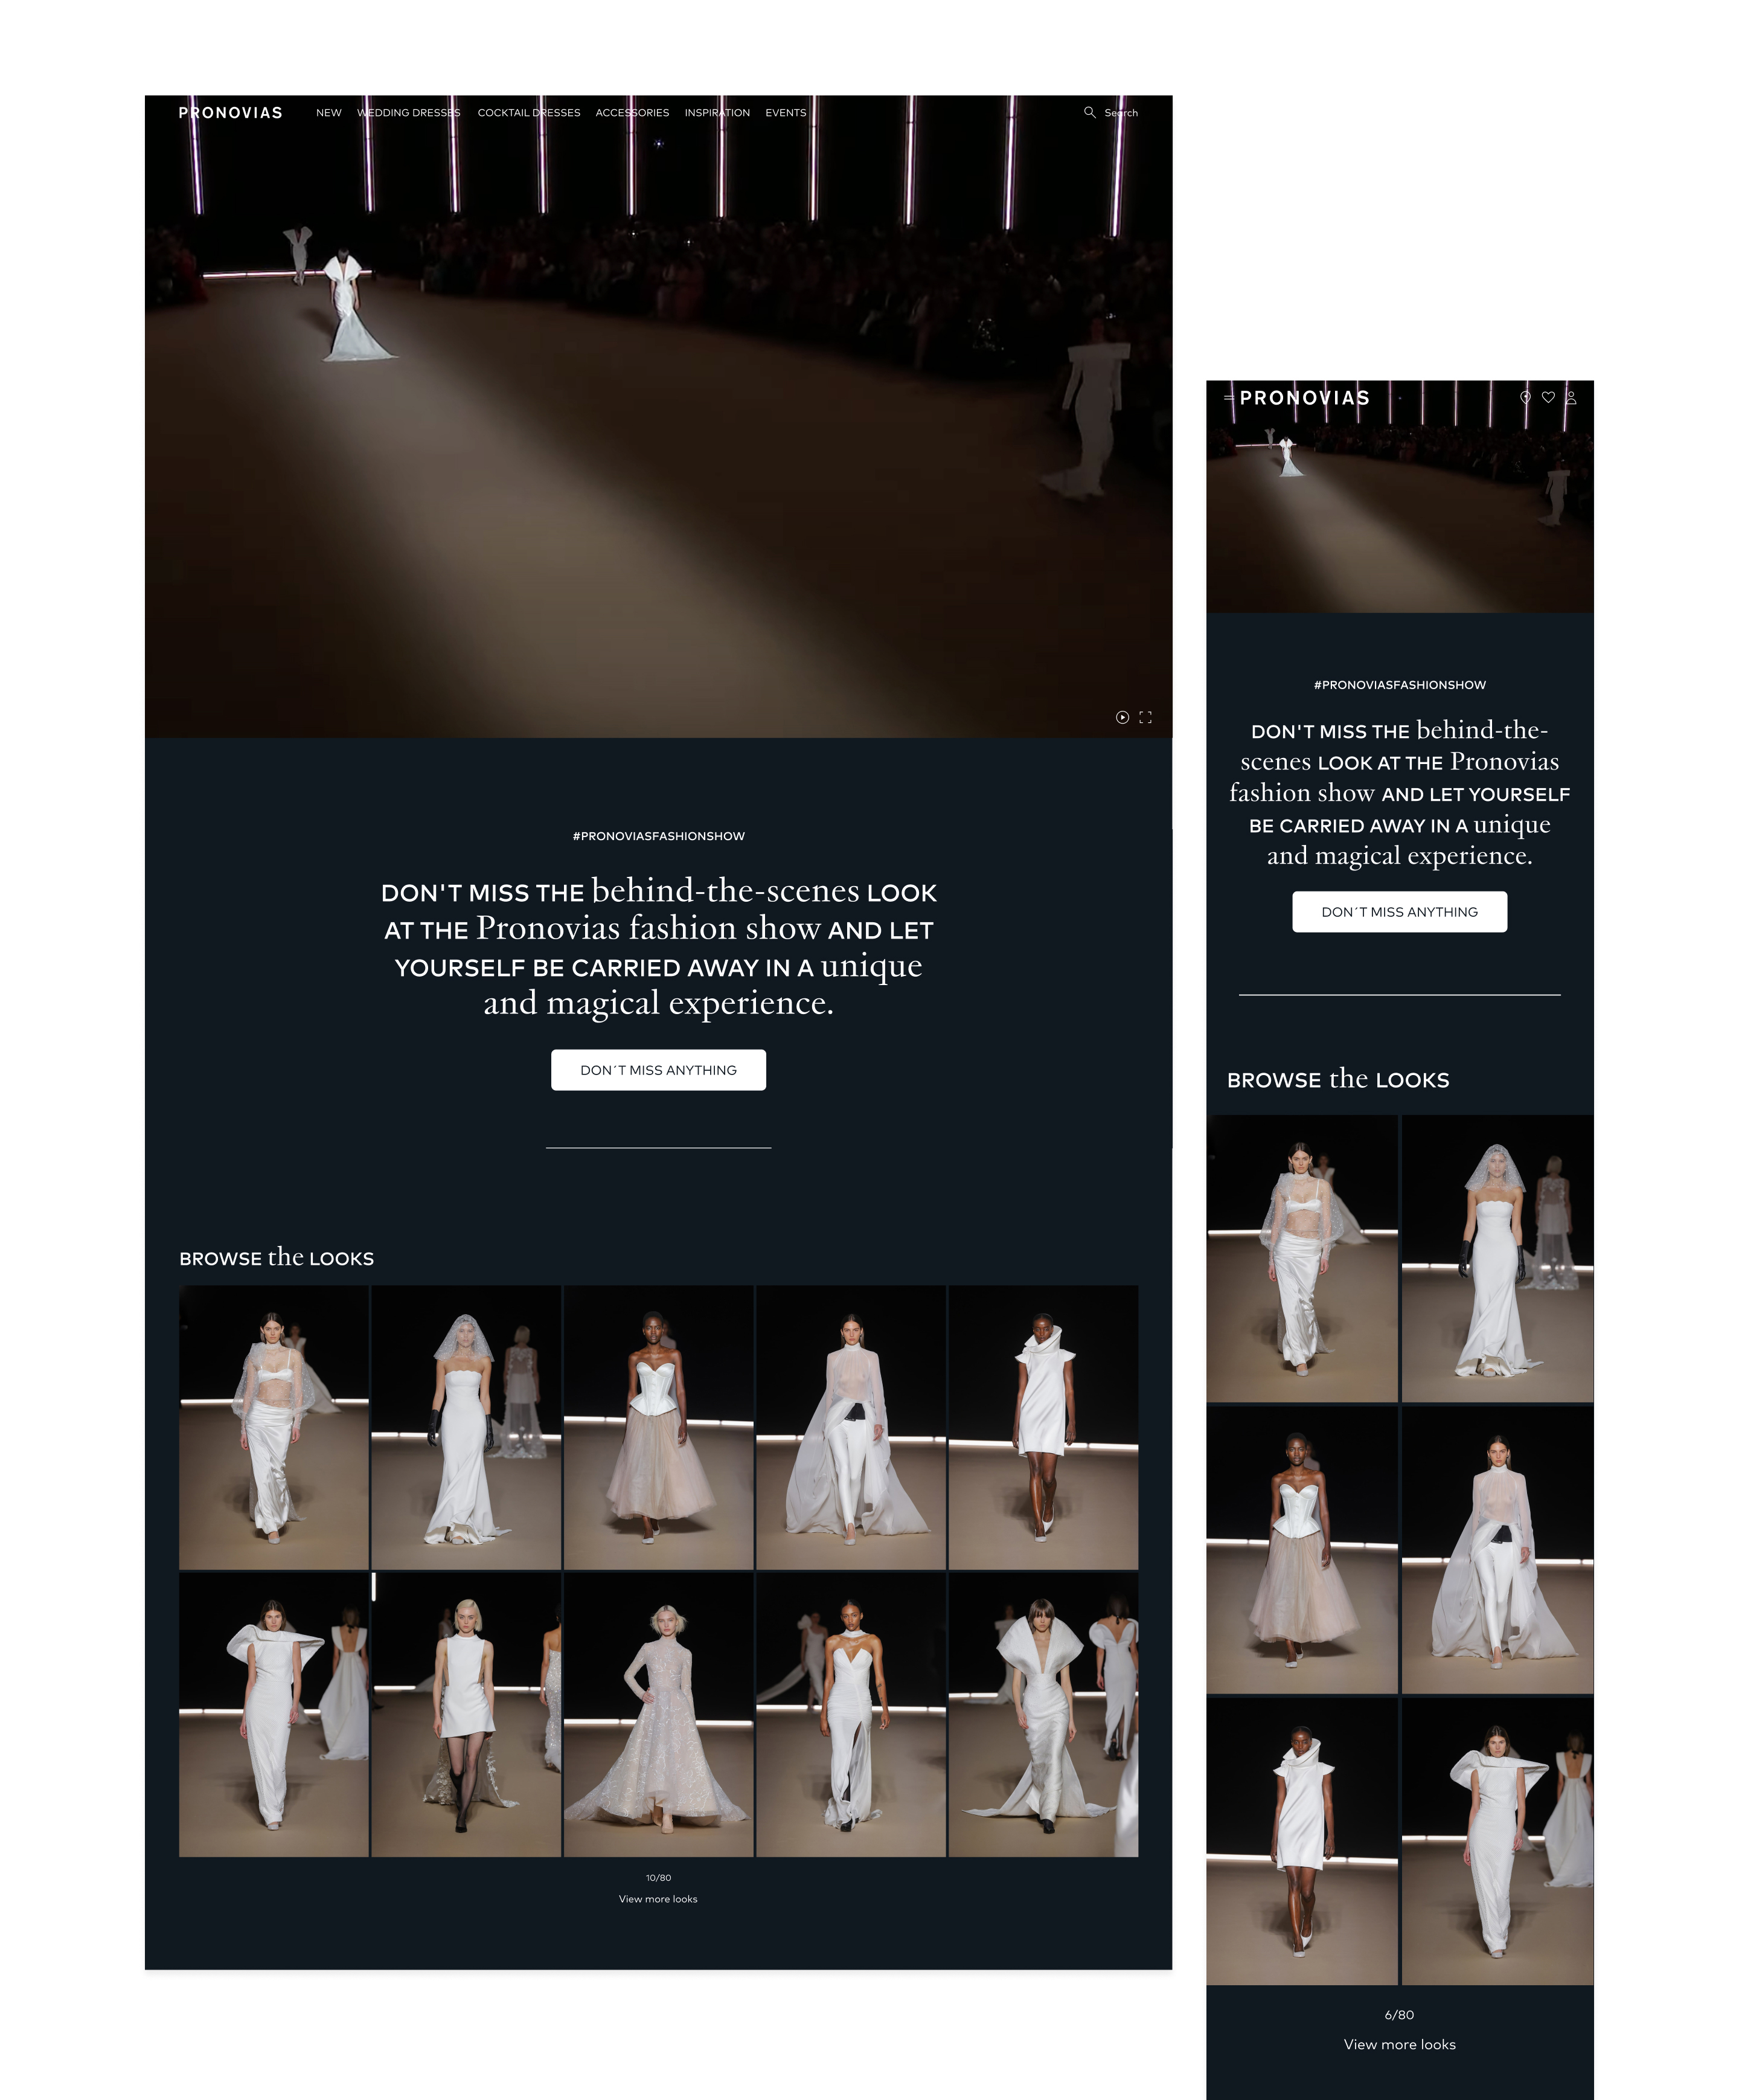 PRONOVIAS NEW WEDDING DRESSES COCKTAIL DRESSES ACCESSORIES INSPIRATION EVENTS Search
#PRONOVIASFASHIONSHOW
DON'T MISS THE behind-the-scenes LOOK
AT THE Pronovias fashion show AND LET
YOURSELF BE CARRIED AWAY IN A unique
and magical experience.
DON´T MISS ANYTHING
BROWSE the LOOKS
10/80
View more looks
PRONOVIAS
#PRONOVIASFASHIONSHOW
DON'T MISS THE behind-the-
scenes LOOK AT THE Pronovias
fashion show AND LET YOURSELF
BE CARRIED AWAY IN A unique
and magical experience.
DON´T MISS ANYTHING
BROWSE the LOOKS
6/80
View more looks